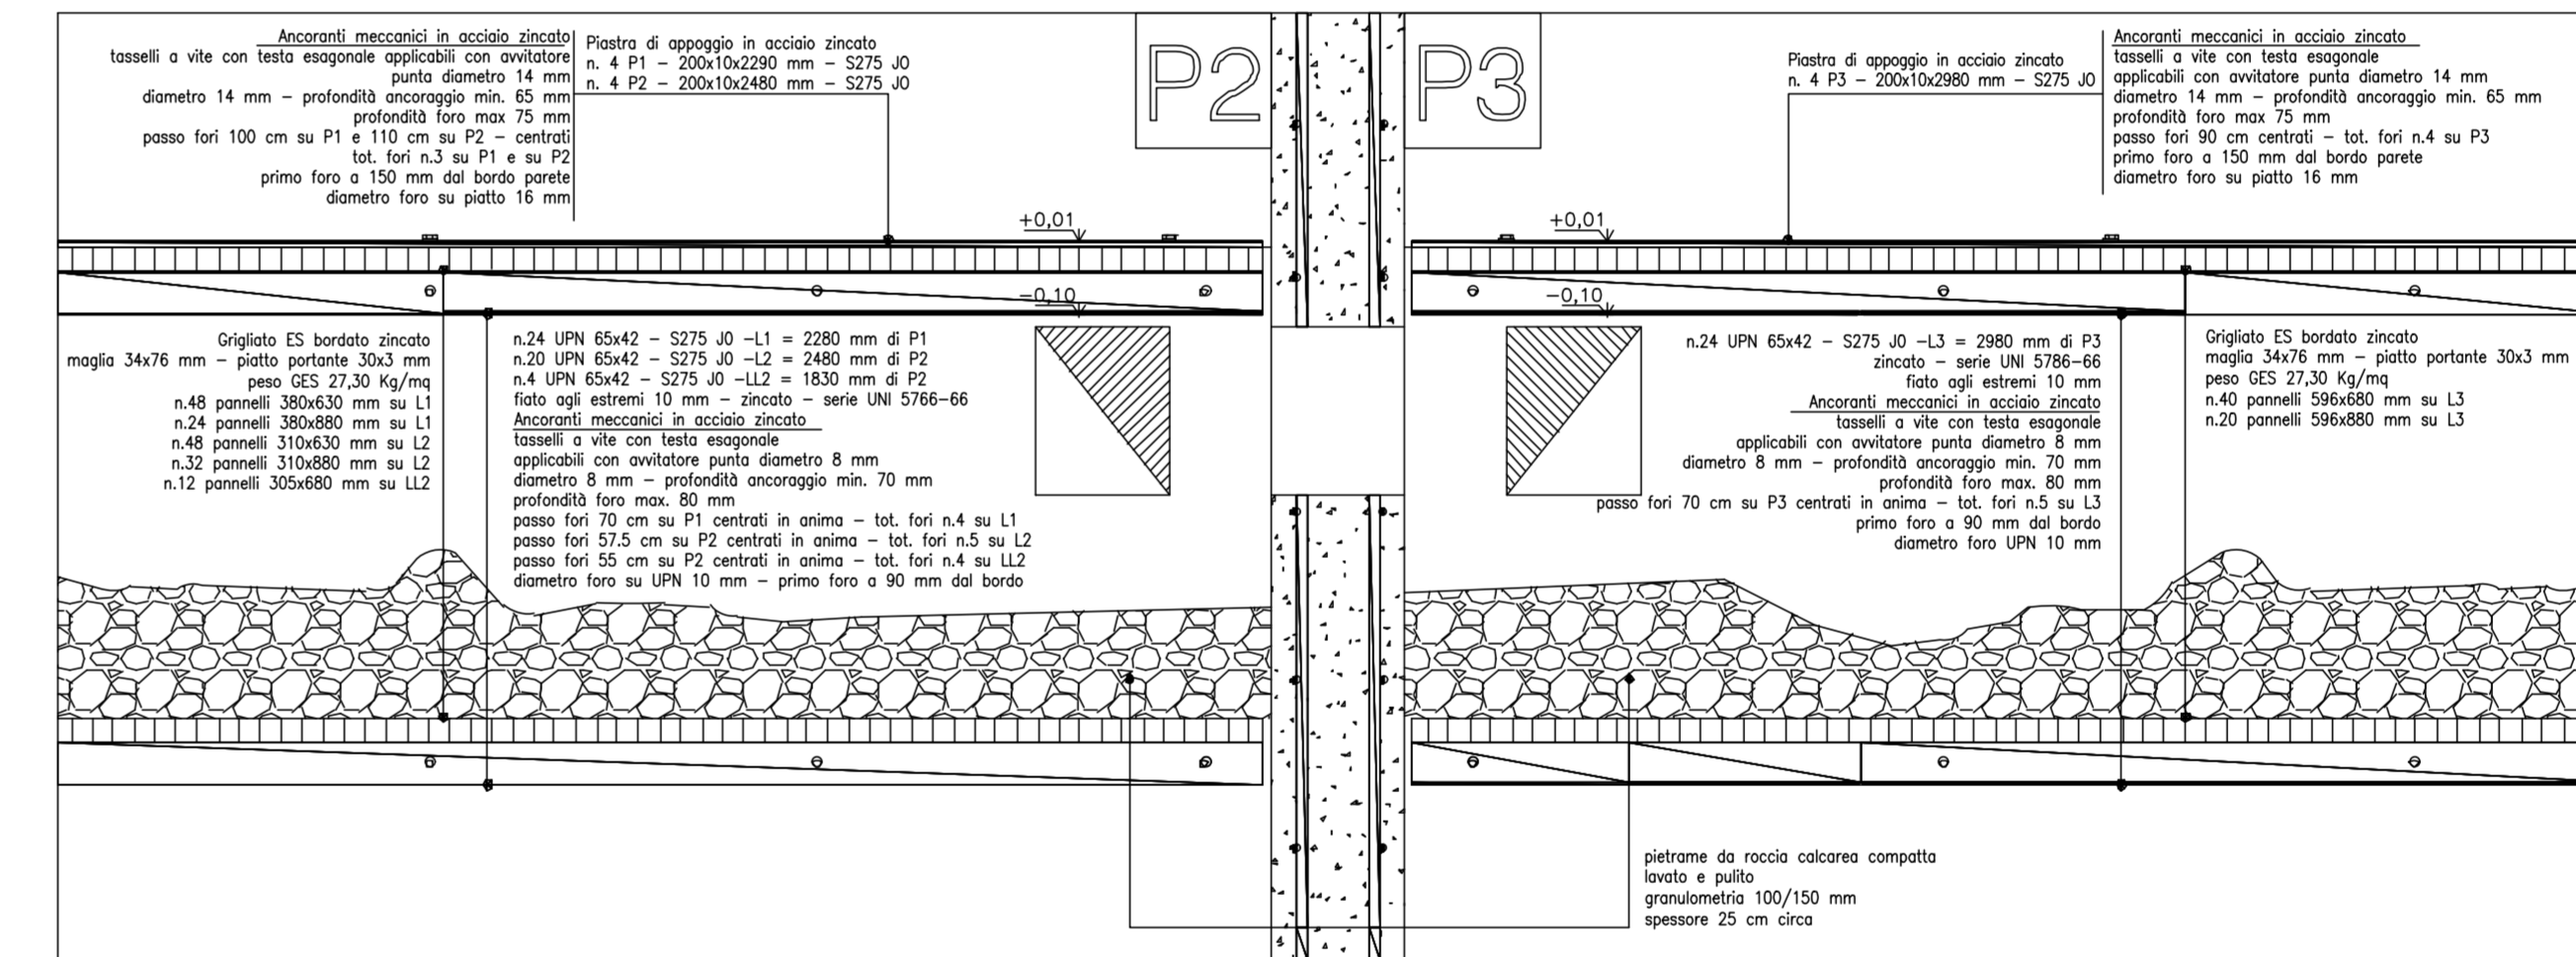 Ancoranti meccanici in acciaio zincato
tasselli a vite con testa esagonale applicabili con avvitatore
punta diametro 14 mm
diametro 14 mm – profondità ancoraggio min. 65 mm
profondità foro max 75 mm
passo fori 100 cm su P1 e 110 cm su P2 – centrati
tot. fori n.3 su P1 e su P2
primo foro a 150 mm dal bordo parete
diametro foro su piatto 16 mm
Piastra di appoggio in acciaio zincato
n. 4 P1 – 200x10x2290 mm – S275 JO
n. 4 P2 – 200x10x2480 mm – S275 JO
P2
P3
Piastra di appoggio in acciaio zincato
n. 4 P3 – 200x10x2980 mm – S275 JO
Ancoranti meccanici in acciaio zincato
tasselli a vite con testa esagonale
applicabili con avvitatore punta diametro 14 mm
diametro 14 mm – profondità ancoraggio min. 65 mm
profondità foro max 75 mm
passo fori 90 cm centrati – tot. fori n.4 su P3
primo foro a 150 mm dal bordo parete
diametro foro su piatto 16 mm
+0,01
+0,01
–0,10
–0,10
Grigliato ES bordato zincato
maglia 34x76 mm – piatto portante 30x3 mm
peso GES 27,30 Kg/mq
n.48 pannelli 380x630 mm su L1
n.24 pannelli 380x880 mm su L1
n.48 pannelli 310x630 mm su L2
n.32 pannelli 310x880 mm su L2
n.12 pannelli 305x680 mm su LL2
n.24 UPN 65x42 – S275 JO –L1 = 2280 mm di P1
n.20 UPN 65x42 – S275 JO –L2 = 2480 mm di P2
n.4 UPN 65x42 – S275 JO –LL2 = 1830 mm di P2
fiato agli estremi 10 mm – zincato – serie UNI 5766–66
Ancoranti meccanici in acciaio zincato
tasselli a vite con testa esagonale
applicabili con avvitatore punta diametro 8 mm
diametro 8 mm – profondità ancoraggio min. 70 mm
profondità foro max. 80 mm
passo fori 70 cm su P1 centrati in anima – tot. fori n.4 su L1
passo fori 57.5 cm su P2 centrati in anima – tot. fori n.5 su L2
passo fori 55 cm su P2 centrati in anima – tot. fori n.4 su LL2
diametro foro su UPN 10 mm – primo foro a 90 mm dal bordo
n.24 UPN 65x42 – S275 JO –L3 = 2980 mm di P3
zincato – serie UNI 5786–66
fiato agli estremi 10 mm
Ancoranti meccanici in acciaio zincato
tasselli a vite con testa esagonale
applicabili con avvitatore punta diametro 8 mm
diametro 8 mm – profondità ancoraggio min. 70 mm
profondità foro max. 80 mm
passo fori 70 cm su P3 centrati in anima – tot. fori n.5 su L3
primo foro a 90 mm dal bordo
diametro foro UPN 10 mm
Grigliato ES bordato zincato
maglia 34x76 mm – piatto portante 30x3 mm
peso GES 27,30 Kg/mq
n.40 pannelli 596x680 mm su L3
n.20 pannelli 596x880 mm su L3
pietrame da roccia calcarea compatta
lavato e pulito
granulometria 100/150 mm
spessore 25 cm circa